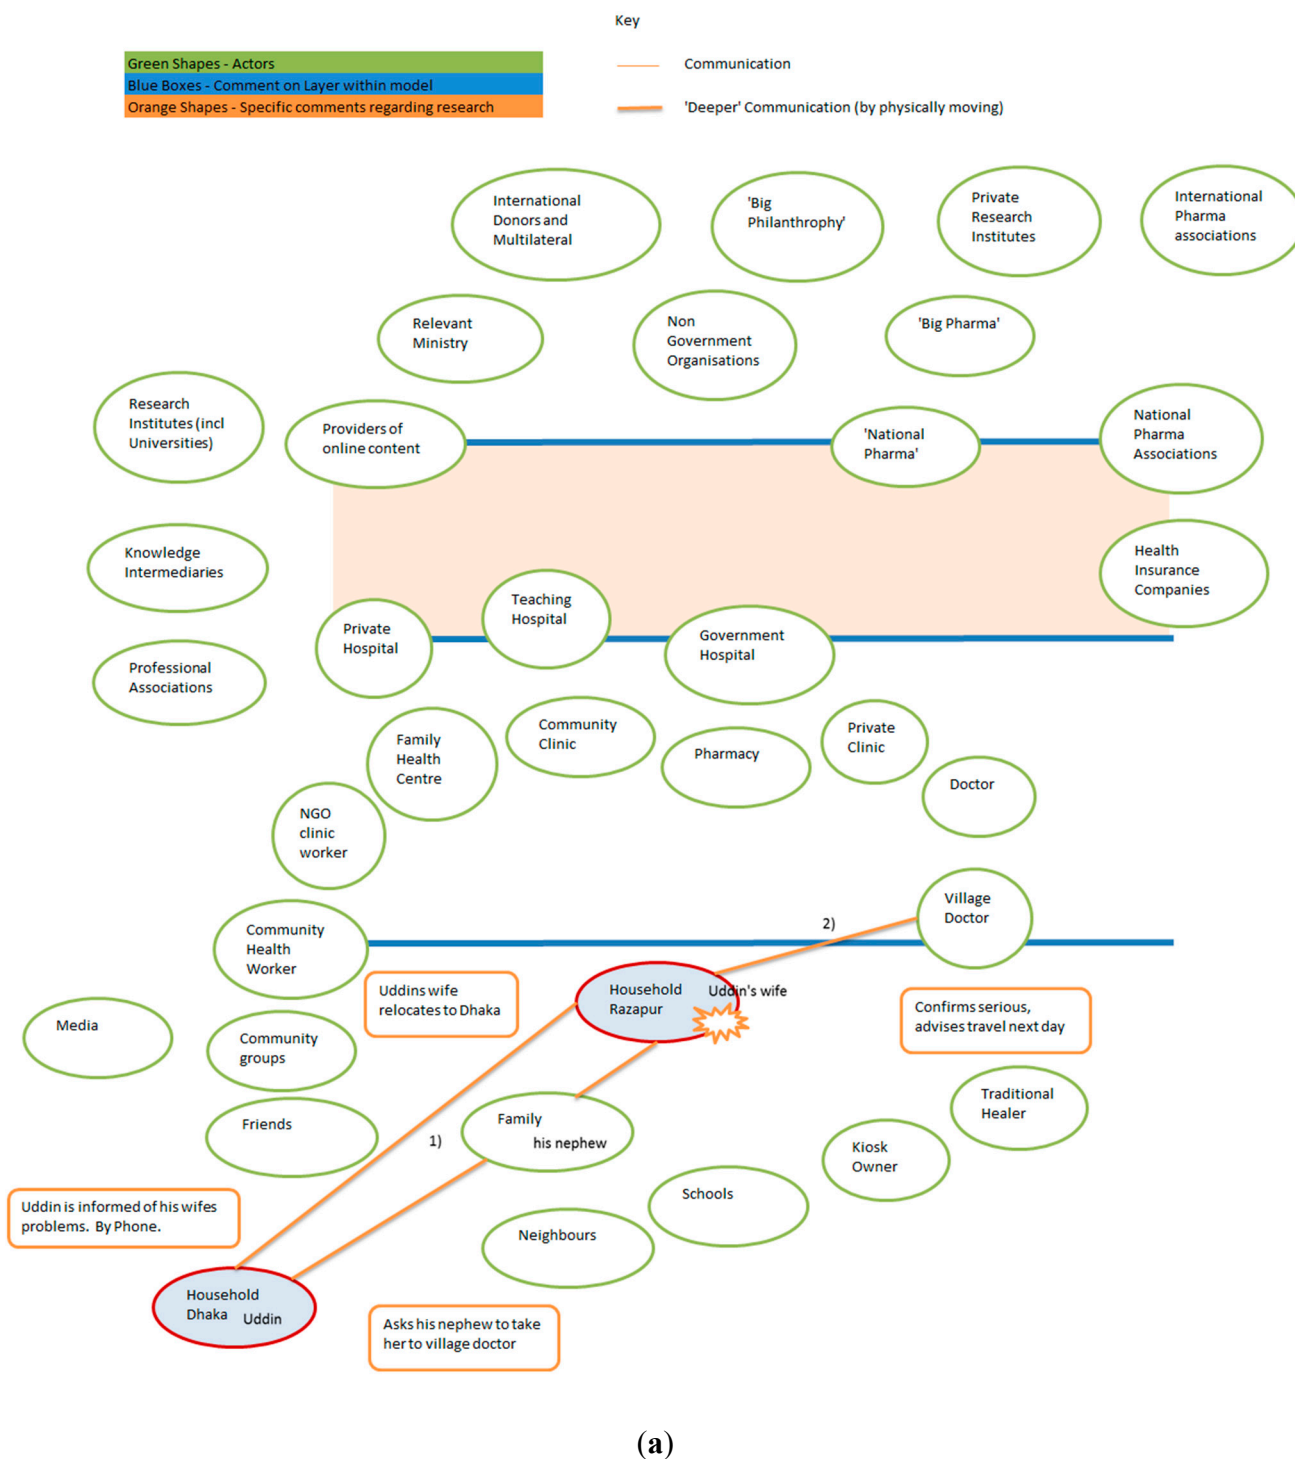 Key
Green Shapes - Actors
Blue Boxes - Comment on Layer within model
Orange Shapes - Specific comments regarding research
Communication
'Deeper' Communication (by physically moving)
International
Donors and
Multilateral
'Big
Philanthrophy'
Private
Research
Institutes
International
Pharma
associations
Relevant
Ministry
Non
Government
Organisations
'Big Pharma'
Research
Institutes (incl
Universities)
Providers of
online content
'National
Pharma'
National
Pharma
Associations
Knowledge
Intermediaries
Health
Insurance
Companies
Teaching
Hospital
Private
Hospital
Government
Hospital
Professional
Associations
Family
Health
Centre
Community
Clinic
Pharmacy
Private
Clinic
Doctor
NGO
clinic
worker
Village
Doctor
Community
Health
Worker
2)
Uddins wife
relocates to Dhaka
Household
Razapur
Uddin's wife
Confirms serious,
advises travel next day
Media
Community
groups
Traditional
Healer
Friends
1)
Family
his nephew
Kiosk
Owner
Schools
Uddin is informed of his wifes
problems. By Phone.
Neighbours
Household
Dhaka
Uddin
Asks his nephew to take
her to village doctor
(a)